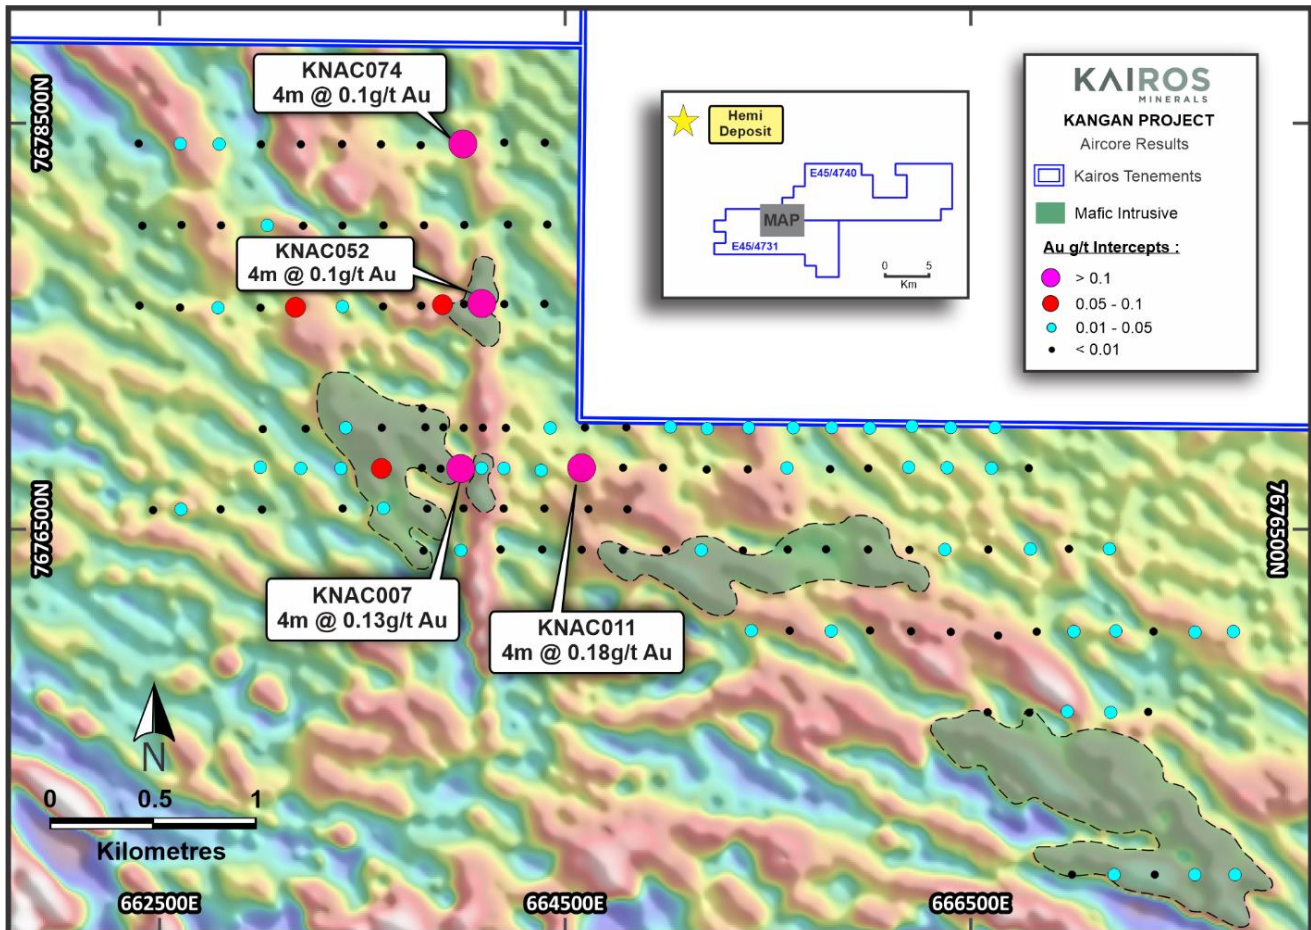 KNAC074
4m @ 0.1g/t Au
7678500N
KNAC052
4m @ 0.1g/t Au
Hemi
Deposit
E45/4740
MAP
E45/4731
0 5
Km
KAIROS
MINERALS
KANGAN PROJECT
Aircore Results
Kairos Tenements
Mafic Intrusive
Au g/t Intercepts :
> 0.1
0.05 - 0.1
0.01 - 0.05
< 0.01
7676500N
7676500N
KNAC007
4m @ 0.13g/t Au
KNAC011
4m @ 0.18g/t Au
N
0 0.5 1
Kilometres
662500E
664500E
666500E